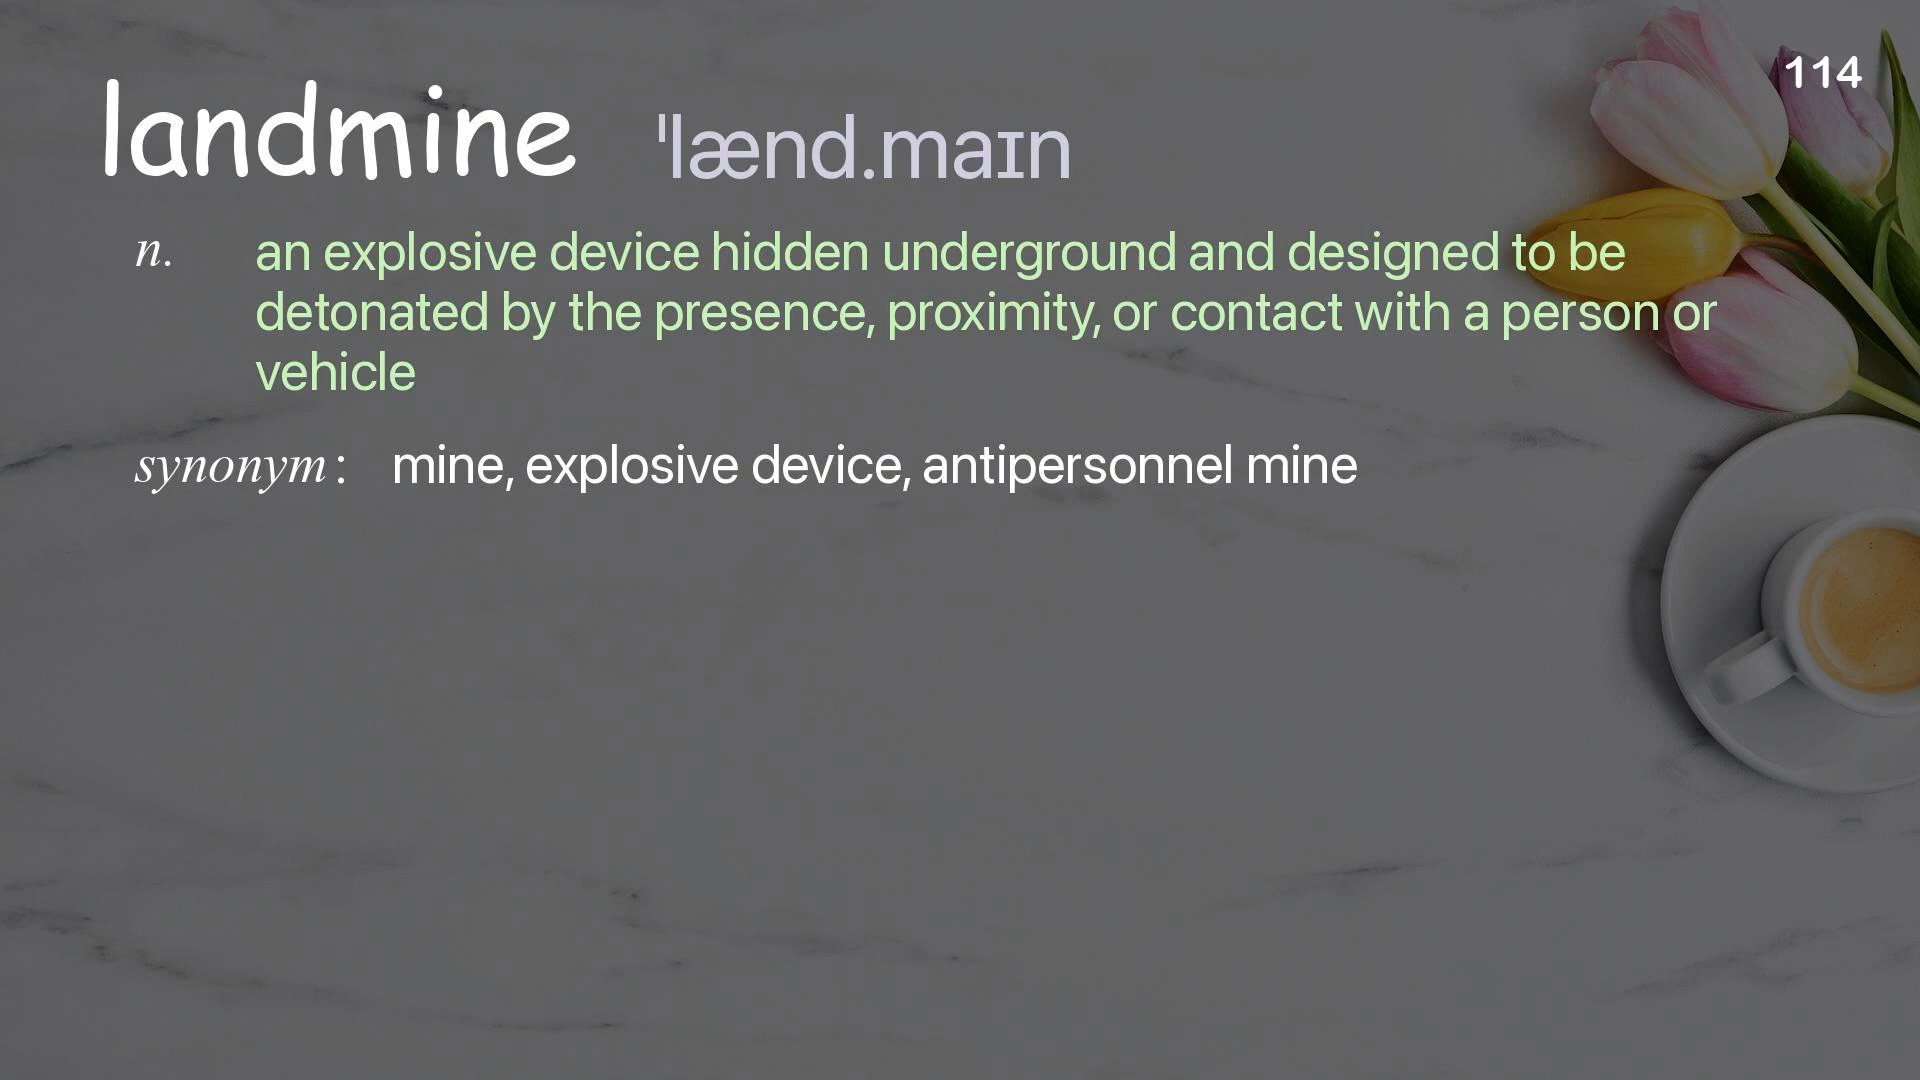 114
landmine ˈlænd.maɪn
n. an explosive device hidden underground and designed to be
detonated by the presence, proximity, or contact with a person or
vehicle
synonym : mine, explosive device, antipersonnel mine